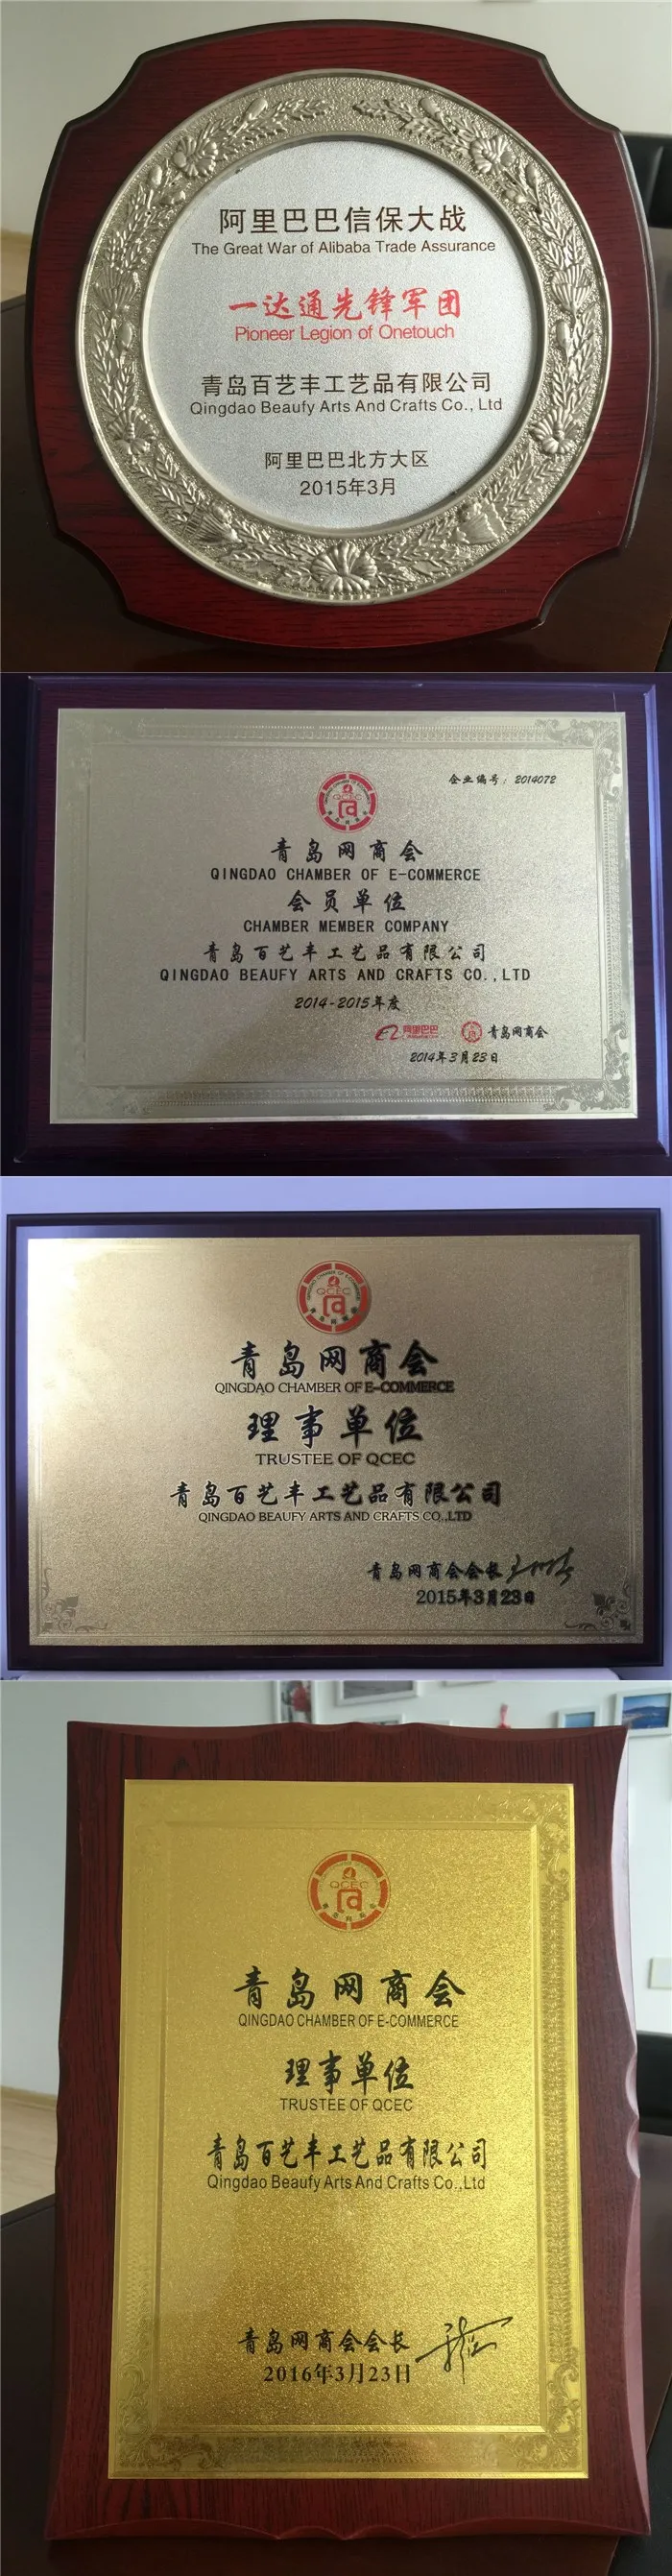 阿里巴巴信保大战
The Great War of Alibaba Trade Assurance
一达通先锋军团
Pioneer Legion of Onetouch
青岛百艺丰工艺品有限公司
Qingdao Beaufy Arts And Crafts Co., Ltd
阿里巴巴北方大区
2015年3月
企业编号：2014072
QCEC
青岛网商会
QINGDAO CHAMBER OF E-COMMERCE
会员单位
CHAMBER MEMBER COMPANY
青岛百艺丰工艺品有限公司
QINGDAO BEAUFY ARTS AND CRAFTS CO.,LTD
2014-2015年度
阿里巴巴 青岛网商会
2014年3月23日
QINGDAO CHAMBER OF E-COMMERCE
QCEC
青岛网商会
青岛网商会
QINGDAO CHAMBER OF E-COMMERCE
理事单位
TRUSTEE OF QCEC
青岛百艺丰工艺品有限公司
QINGDAO BEAUFY ARTS AND CRAFTS CO.,LTD
青岛网商会会长
2015年3月23日
QCEC
青岛网商会
QINGDAO CHAMBER OF E-COMMERCE
理事单位
TRUSTEE OF QCEC
青岛百艺丰工艺品有限公司
Qingdao Beaufy Arts And Crafts Co.,Ltd
青岛网商会会长
2016年3月23日